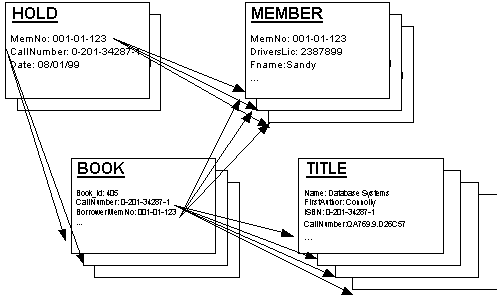 HOLD
MemNo: 001-01-123
CallNumber: 0-201-34287-1
Date: 08/01/99
MEMBER
MemNo: 001-01-123
DriversLic: 2387899
Fname:Sandy
...
BOOK
Book_Id: 405
CallNumber: 0-201-34287-1
BorrowerMemNo: 001-01-123
...
TITLE
Name: Database Systems
FirstAuthor: Connolly
ISBN: 0-201-34287-1
CallNumber:QA769.9.D26C57
...